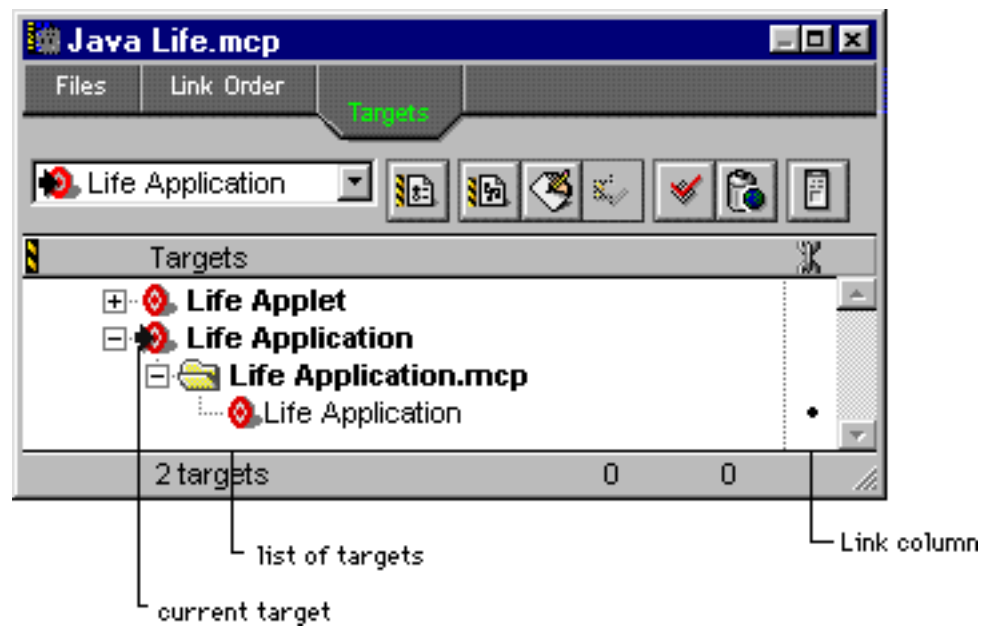 Java Life.mcp
Files Link Order Targets
Life Application
Targets
Life Applet
Life Application
Life Application.mcp
Life Application
2 targets 0 0
Link column
list of targets
current target